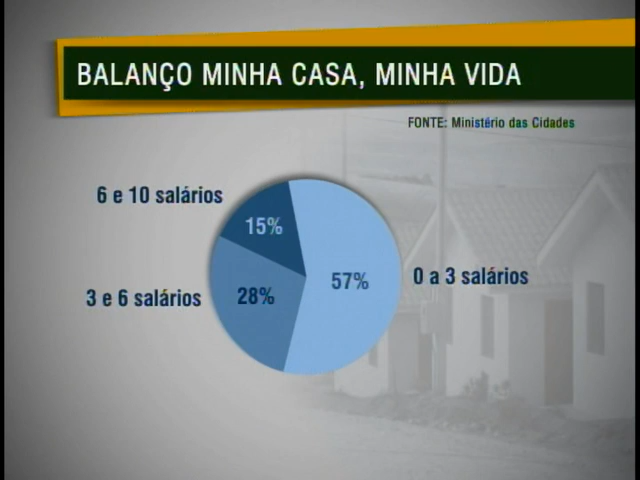 BALANÇO MINHA CASA, MINHA VIDA
FONTE: Ministério das Cidades
6 e 10 salários
15%
57%
0 a 3 salários
3 e 6 salários
28%